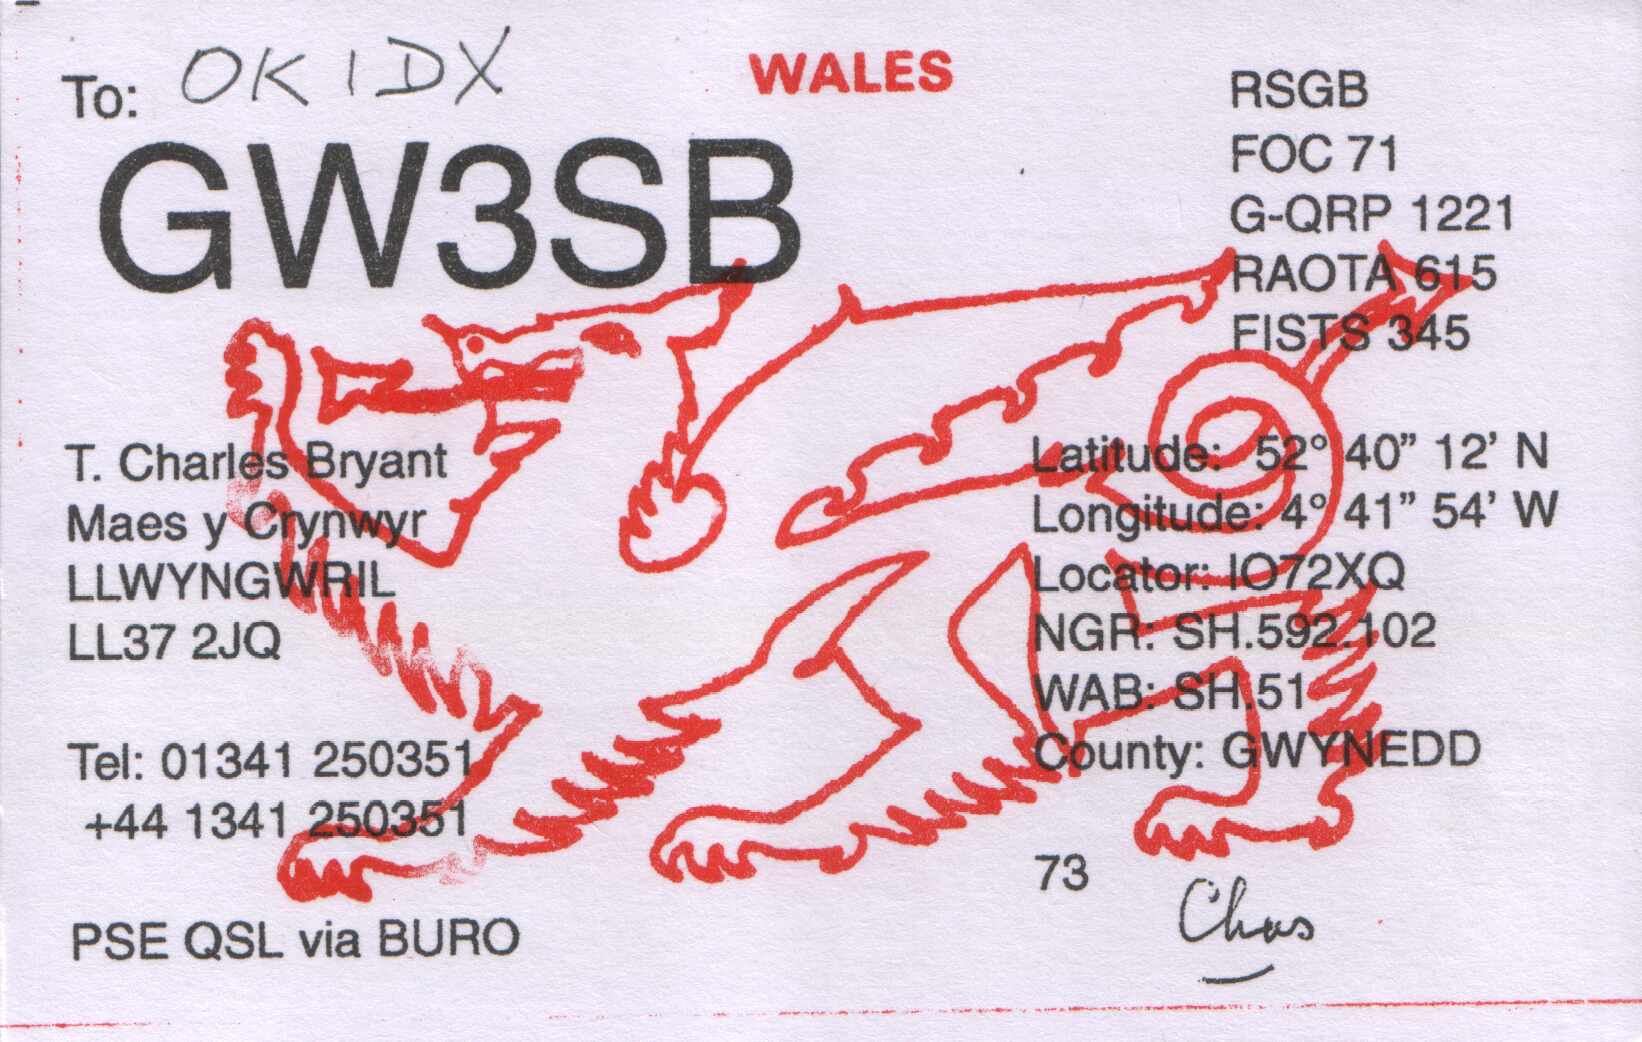 To: OK1DX
WALES
GW3SB
RSGB
FOC 71
G-QRP 1221
RAOTA 615
FISTS 345
T. Charles Bryant
Maes y Crynwyr
LLWYNGWRIL
LL37 2JQ
Tel: 01341 250351
+44 1341 250351
PSE QSL via BURO
Latitude: 52° 40” 12’ N
Longitude: 4° 41” 54’ W
Locator: IO72XQ
NGR: SH.592.102
WAB: SH.51
County: GWYNEDD
73
Chas